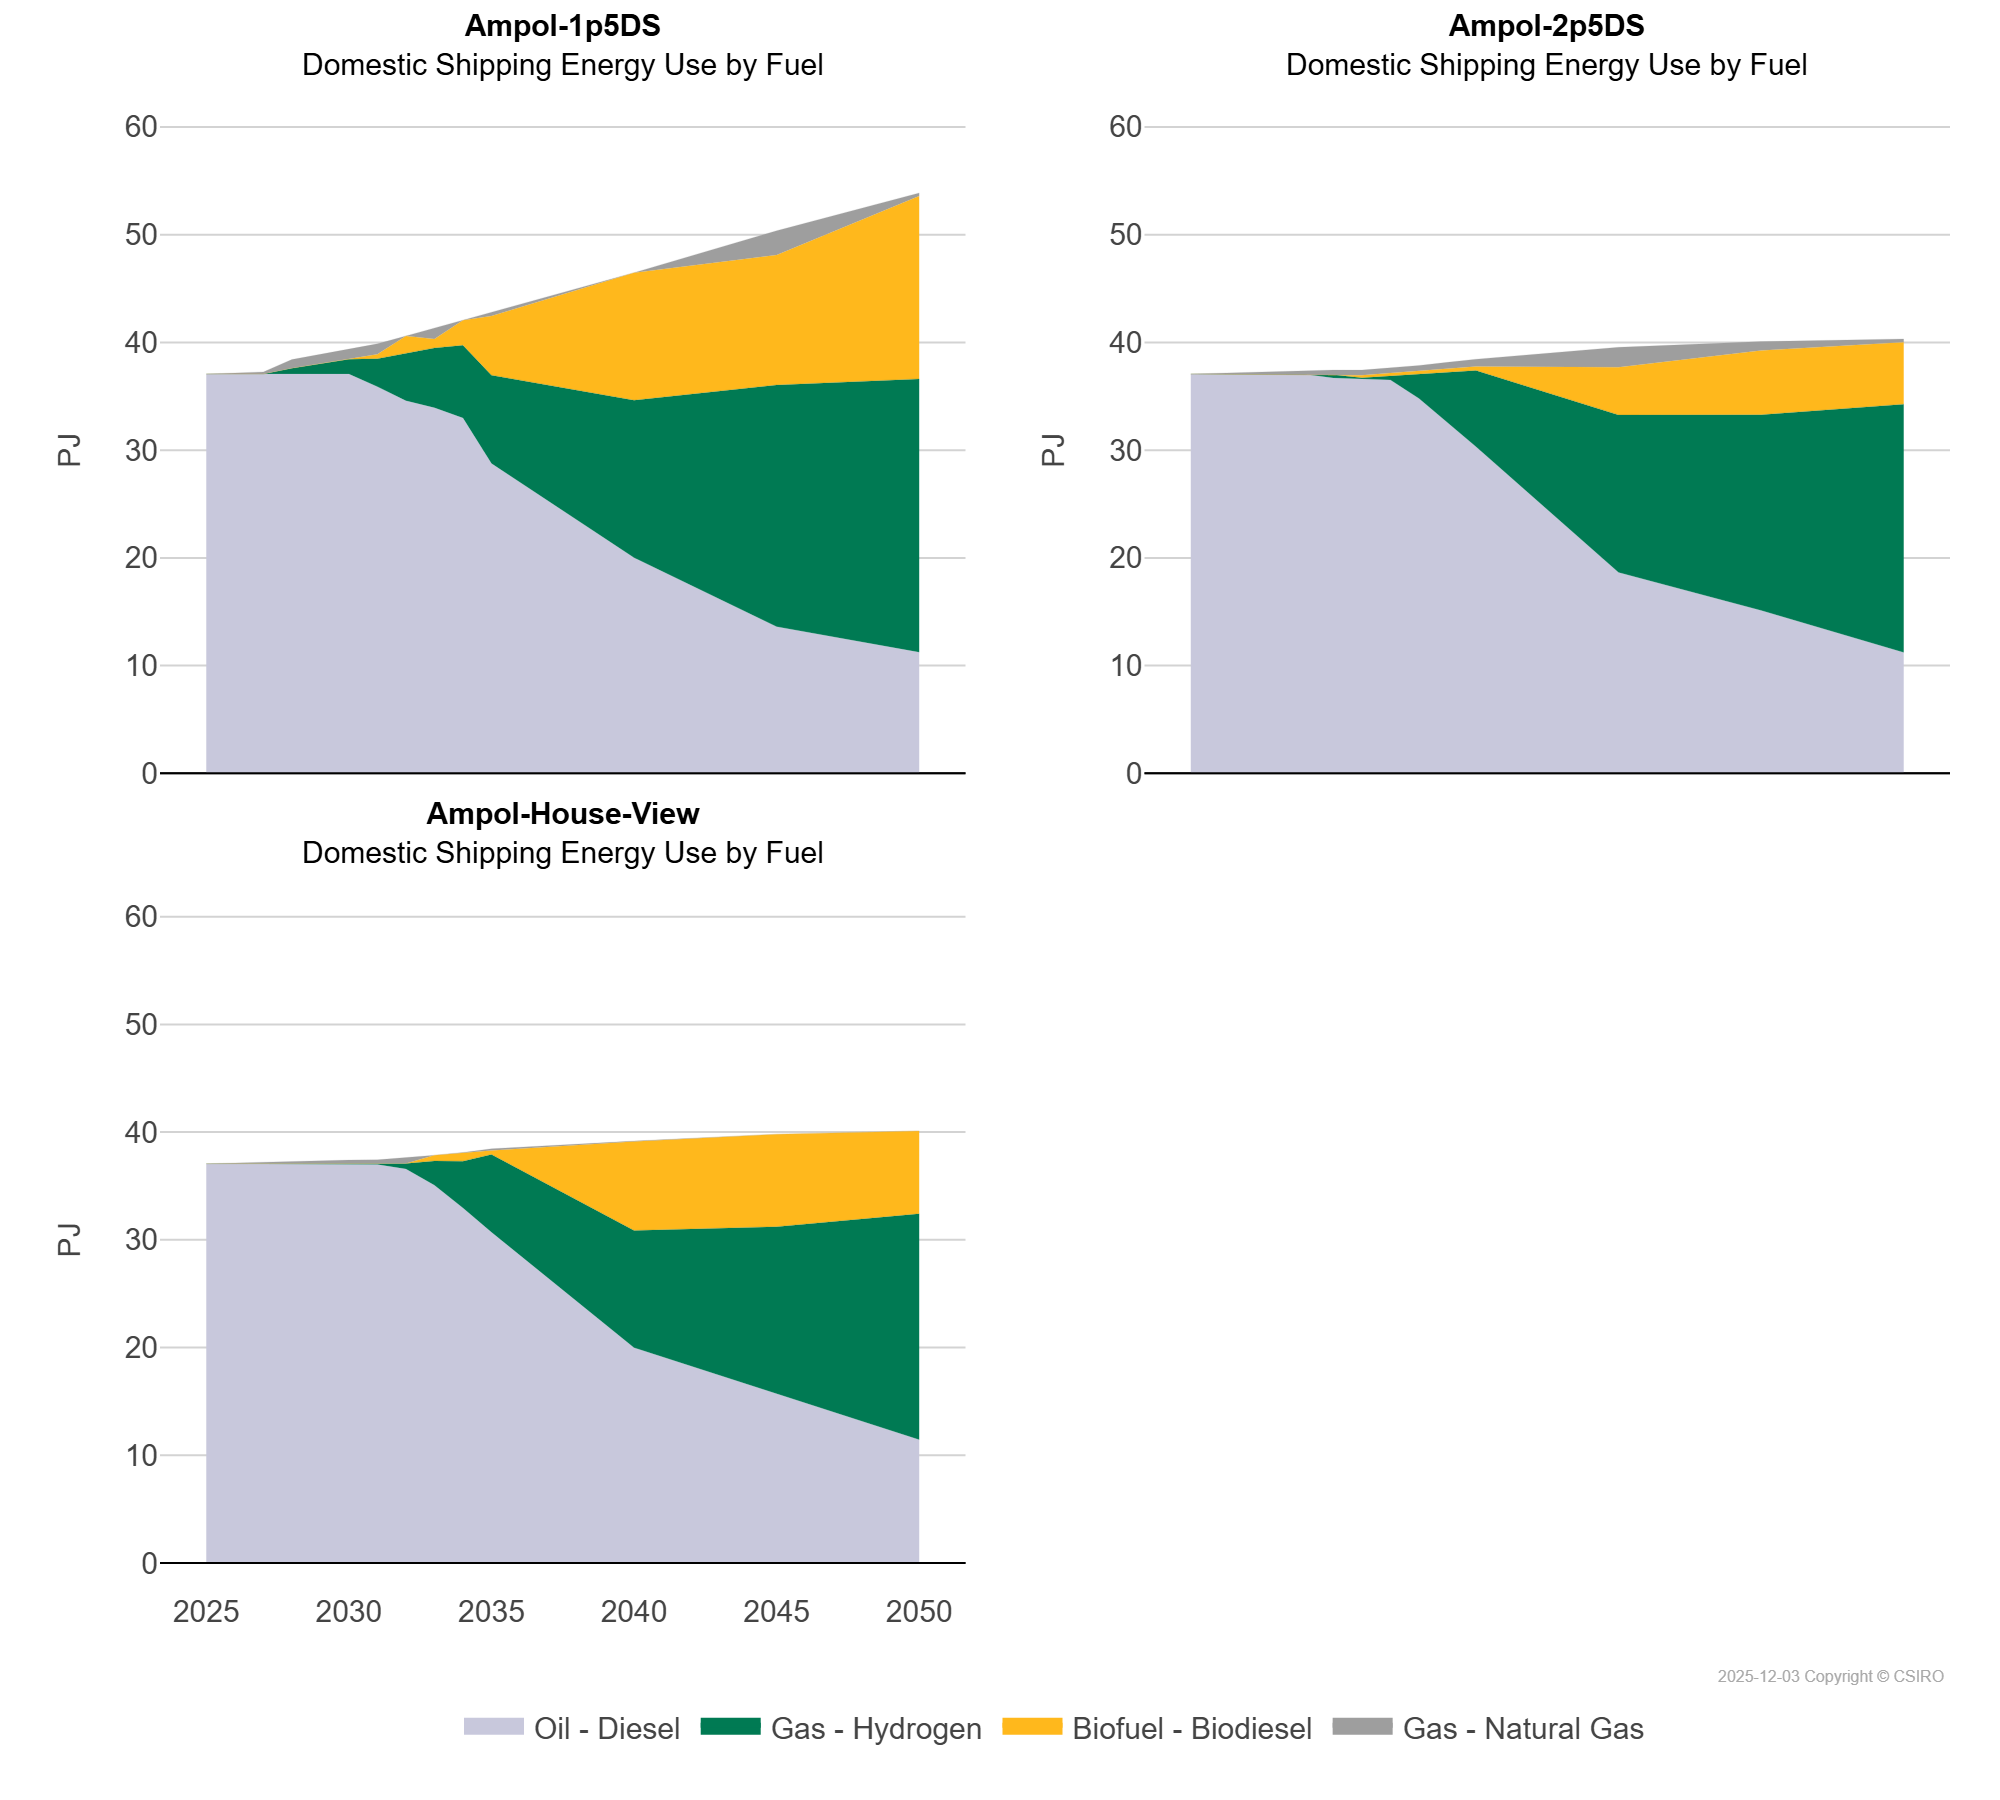 Ampol-1p5DS
Domestic Shipping Energy Use by Fuel
60
50
40
30
20
10
0
PJ
Ampol-2p5DS
Domestic Shipping Energy Use by Fuel
60
50
40
30
20
10
0
PJ
Ampol-House-View
Domestic Shipping Energy Use by Fuel
60
50
40
30
20
10
0
PJ
2025 2030 2035 2040 2045 2050
2025-12-03 Copyright © CSIRO
Oil - Diesel Gas - Hydrogen Biofuel - Biodiesel Gas - Natural Gas